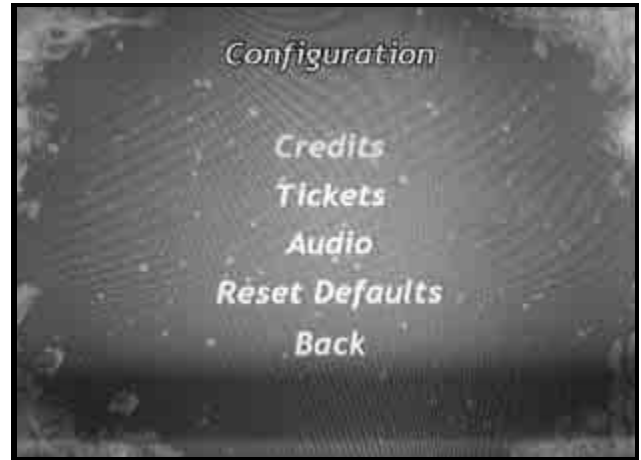 Configuration
Credits
Tickets
Audio
Reset Defaults
Back